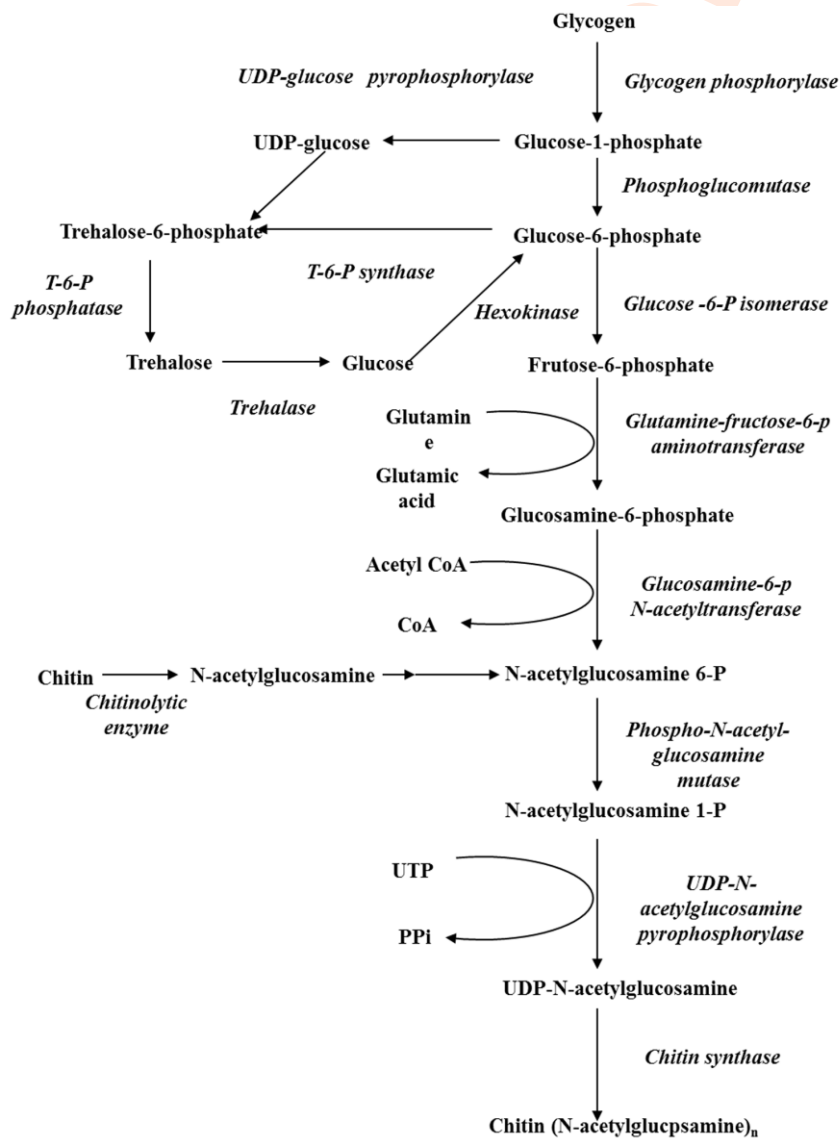 Glycogen
UDP-glucose pyrophosphorylase
Glycogen phosphorylase
UDP-glucose
Glucose-1-phosphate
Phosphoglucomutase
Trehalose-6-phosphate
Glucose-6-phosphate
T-6-P
phosphatase
T-6-P synthase
Hexokinase
Glucose -6-P isomerase
Trehalose
Glucose
Frutose-6-phosphate
Trehalase
Glutamin
e
Glutamine-fructose-6-p
aminotransferase
Glutamic
acid
Glucosamine-6-phosphate
Acetyl CoA
Glucosamine-6-p
N-acetyltransferase
CoA
Chitin
N-acetylglucosamine
N-acetylglucosamine 6-P
Chitinolytic
enzyme
Phospho-N-acetyl-
glucosamine
mutase
N-acetylglucosamine 1-P
UTP
UDP-N-
acetylglucosamine
pyrophosphorylase
PPi
UDP-N-acetylglucosamine
Chitin synthase
Chitin (N-acetylglucpsamine)n